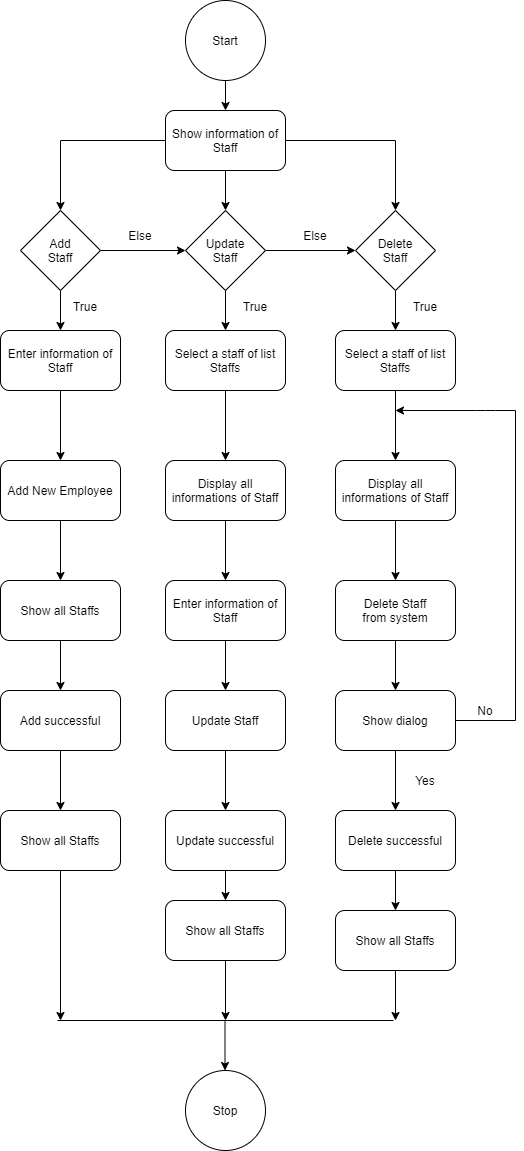 Start
Show information of
Staff
Add
Staff
Else
Update
Staff
Else
Delete
Staff
True
True
True
Enter information of
Staff
Select a staff of list
Staffs
Select a staff of list
Staffs
Add New Employee
Display all
informations of Staff
Display all
informations of Staff
Show all Staffs
Enter information of
Staff
Delete Staff
from system
Add successful
Update Staff
Show dialog
No
Yes
Show all Staffs
Update successful
Delete successful
Show all Staffs
Show all Staffs
Stop